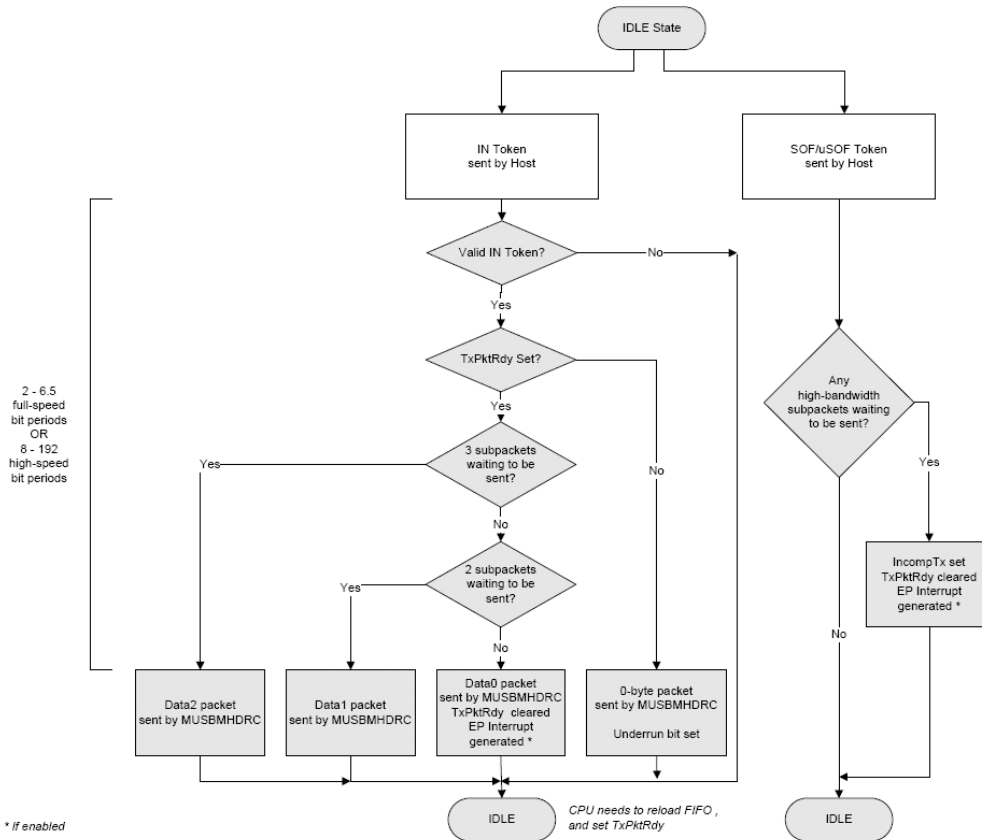 IDLE State
IN Token
sent by Host
SOF/uSOF Token
sent by Host
Valid IN Token?
No
Yes
TxPktRdy Set?
2 - 6.5
full-speed
bit periods
OR
8 - 192
high-speed
bit periods
Yes
No
3 subpackets
waiting to be
sent?
Yes
No
2 subpackets
waiting to be
sent?
Yes
No
Data2 packet
sent by MUSBMHDRC
Data1 packet
sent by MUSBMHDRC
Data0 packet
sent by MUSBMHDRC
TxPktRdy cleared
EP Interrupt
generated *
0-byte packet
sent by MUSBMHDRC
Underrun bit set
Any
high-bandwidth
subpackets waiting
to be sent?
Yes
IncompTx set
TxPktRdy cleared
EP Interrupt
generated *
No
IDLE
CPU needs to reload FIFO ,
and set TxPktRdy
IDLE
* If enabled